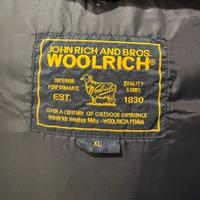 JOHN RICH AND BROS.
WOOLRICH®
SUPERIOR PERFORMANCE
QUALITY GOODS
Woolrich
EST. 1830
OVER A CENTURY OF OUTDOOR EXPERIENCE
Woolrich Woolen Mills - WOOLRICH, PENNA
XL